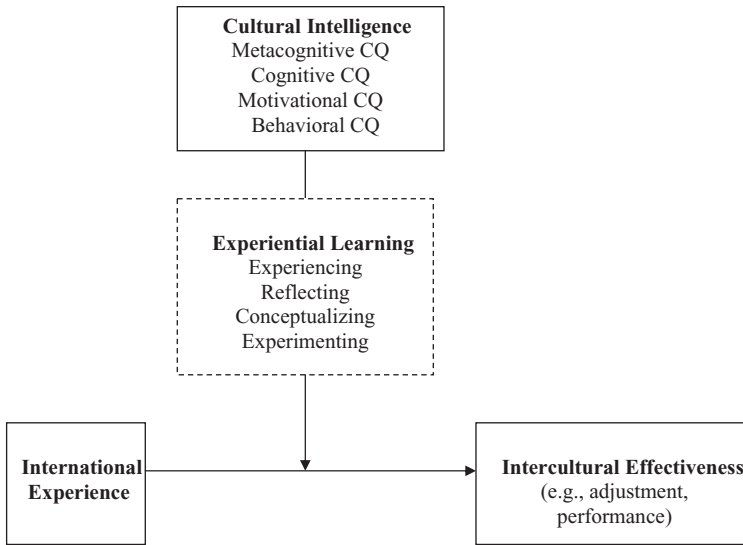 Cultural Intelligence
Metacognitive CQ
Cognitive CQ
Motivational CQ
Behavioral CQ
Experiential Learning
Experiencing
Reflecting
Conceptualizing
Experimenting
International
Experience
Intercultural Effectiveness
(e.g., adjustment,
performance)